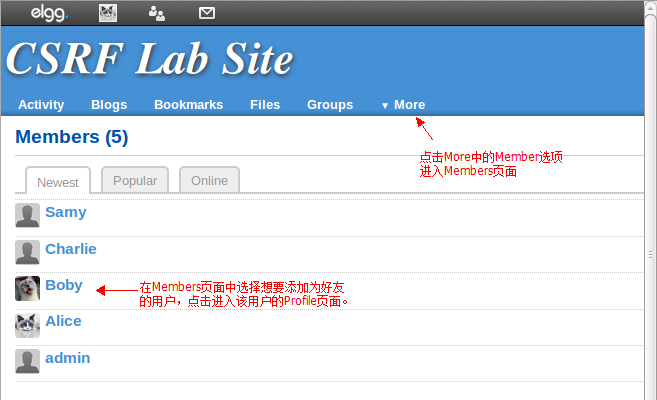 elgg.
CSRF Lab Site
Activity Blogs Bookmarks Files Groups ▼ More
Members (5)
点击More中的Member选项
进入Members页面
Newest Popular Online
Samy
Charlie
Boby
在Members页面中选择想要添加为好友
的用户，点击进入该用户的Profile页面。
Alice
admin